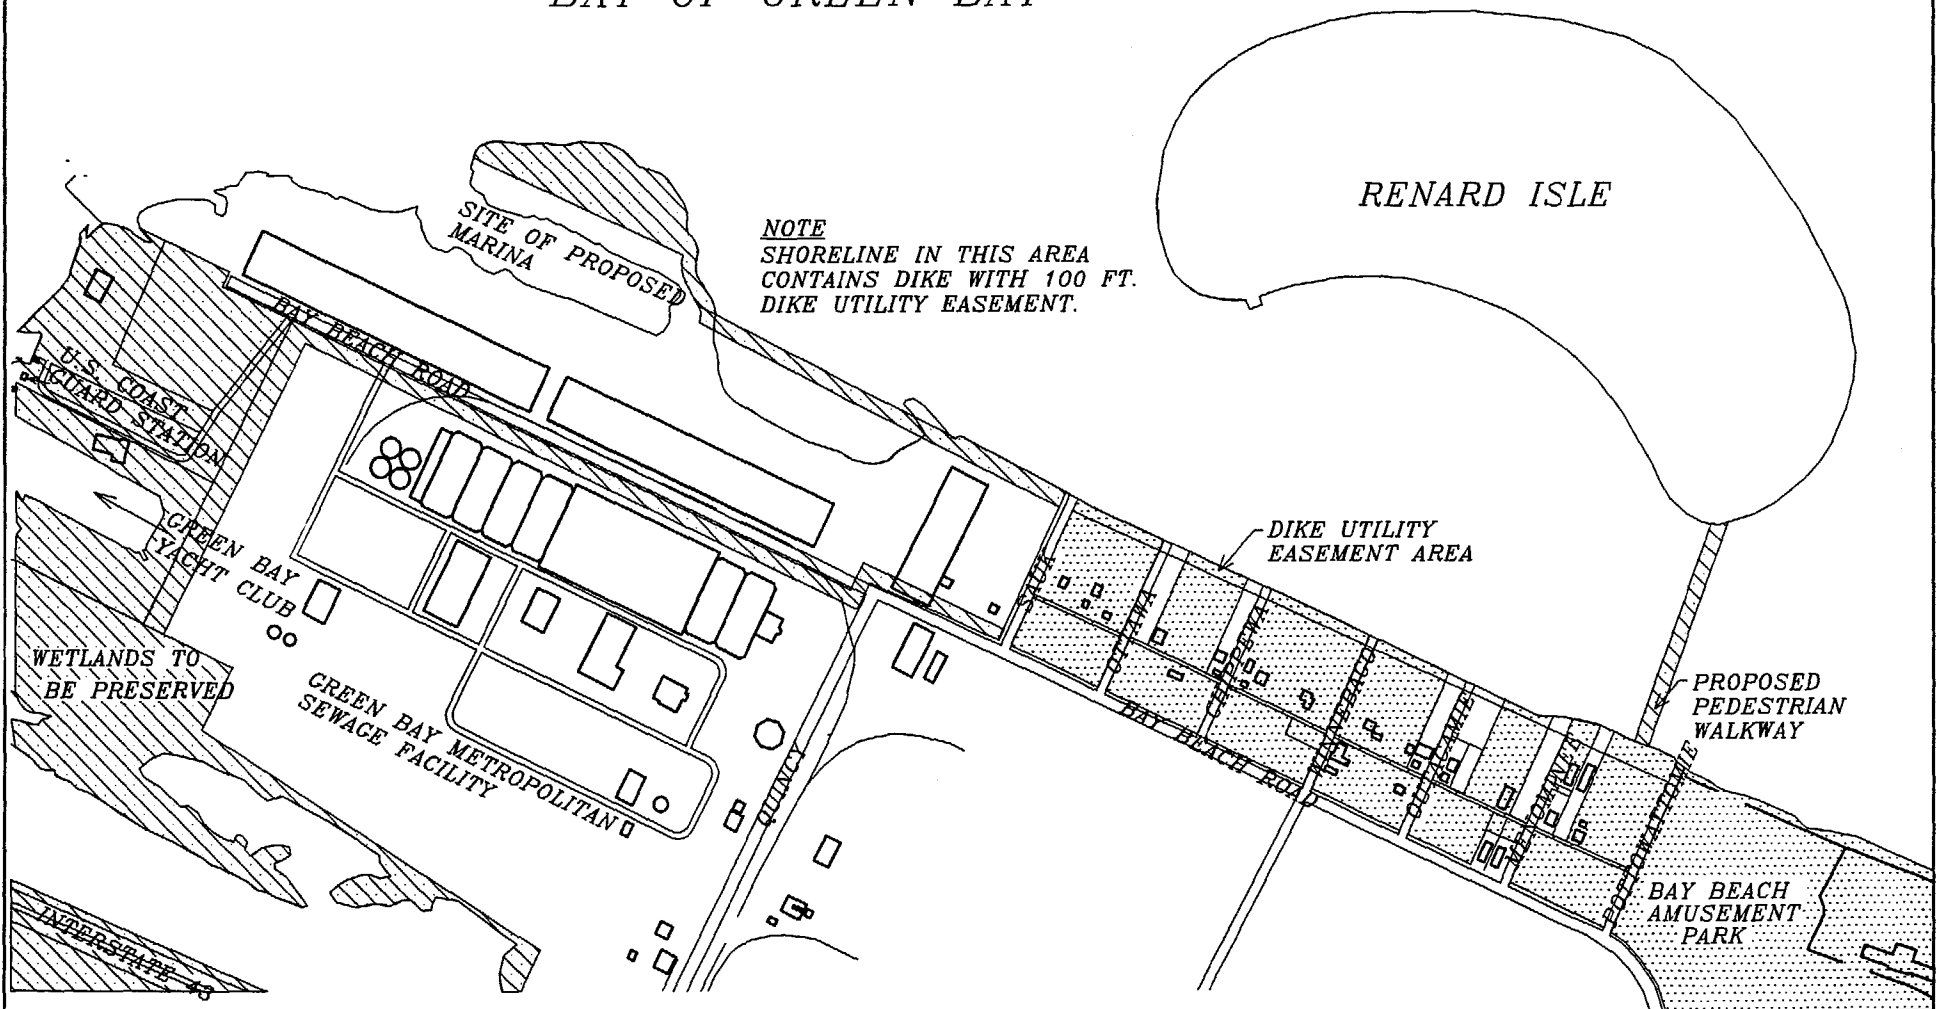 BAY OF GREEN BAY
RENARD ISLE
SITE OF PROPOSED
MARINA
NOTE
SHORELINE IN THIS AREA
CONTAINS DIKE WITH 100 FT.
DIKE UTILITY EASEMENT.
BAY BEACH ROAD
U.S. COAST
GUARD STATION
GREEN BAY
YACHT CLUB
WETLANDS TO
BE PRESERVED
GREEN BAY METROPOLITAN
SEWAGE FACILITY
INTERSTATE 43
QUINCY
DIKE UTILITY
EASEMENT AREA
SAUK
OTTAWA
CHIPPEWA
WINNEBAGO
OUTAGAMIE
BAY BEACH ROAD
POTTOWATTOMIE
PROPOSED
PEDESTRIAN
WALKWAY
BAY BEACH
AMUSEMENT
PARK